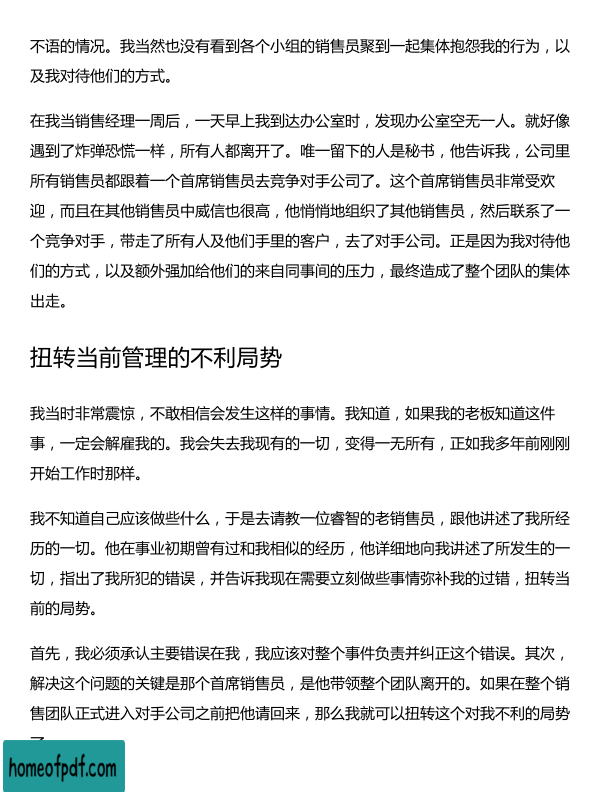 不语的情况。我当然也没有看到各个小组的销售员聚到一起集体抱怨我的行为，以
及我对待他们的方式。
在我当销售经理一周后，一天早上我到达办公室时，发现办公室空无一人。就好像
遇到了炸弹恐慌一样，所有人都离开了。唯一留下的人是秘书，他告诉我，公司里
所有销售员都跟着一个首席销售员去竞争对手公司了。这个首席销售员非常受欢
迎，而且在其他销售员中威信也很高，他悄悄地组织了其他销售员，然后联系了一
个竞争对手，带走了所有人及他们手里的客户，去了对手公司。正是因为我对待他
们的方式，以及额外强加给他们的来自同事间的压力，最终造成了整个团队的集体
出走。
扭转当前管理的不利局势
我当时非常震惊，不敢相信会发生这样的事情。我知道，如果我的老板知道这件
事，一定会解雇我的。我会失去我现有的一切，变得一无所有，正如我多年前刚刚
开始工作时那样。
我不知道自己应该做些什么，于是去请教一位睿智的老销售员，跟他讲述了我所经
历的一切。他在事业初期曾有过和我相似的经历，他详细地向我讲述了所发生的一
切，指出了我所犯的错误，并告诉我现在需要立刻做些事情弥补我的过错，扭转当
前的局势。
首先，我必须承认主要错误在我，我应该对整个事件负责并纠正这个错误。其次，
解决这个问题的关键是那个首席销售员，是他带领整个团队离开的。如果在整个销
售团队正式进入对手公司之前把他请回来，那么我就可以扭转这个对我不利的局势
homeofpdf.com